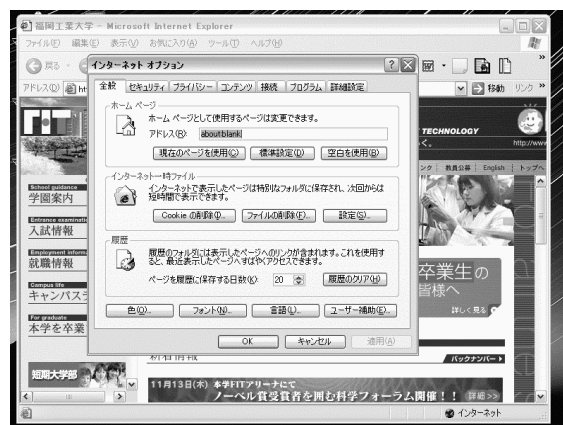 福岡工業大学 - Microsoft Internet Explorer
ファイル(F) 編集(E) 表示(V) お気に入り(A) ツール(T) ヘルプ(H)
戻る
アドレス(D)
移動 リンク
インターネット オプション
全般 セキュリティ プライバシー コンテンツ 接続 プログラム 詳細設定
ホーム ページ
ホーム ページとして使用するページは変更できます。
アドレス(R): about:blank
現在のページを使用(C) 標準設定(D) 空白を使用(B)
インターネット一時ファイル
インターネットで表示したページは特別なフォルダに保存され、次回からは
短時間で表示できます。
Cookie の削除(I)... ファイルの削除(F)... 設定(S)...
履歴
履歴のフォルダには表示したページへのリンクが含まれます。これを使用す
ると、最近表示したページへすばやくアクセスできます。
ページを履歴に保存する日数(K): 20 履歴のクリア(H)
色(O)... フォント(N)... 言語(L)... ユーザー補助(E)...
OK キャンセル 適用(A)
FIT
TECHNOLOGY
http://www
教員公募 English トップペ
School guidance
学園案内
Entrance examinati
入試情報
Employment inform
就職情報
Campus life
キャンパス
For graduate
本学を卒業
短期大学部
卒業生の
皆様へ
詳しく見る
バックナンバー
11月13日(木) 本学FITアリーナにて
ノーベル賞受賞者を囲む科学フォーラム開催！！ 詳細>>
インターネット